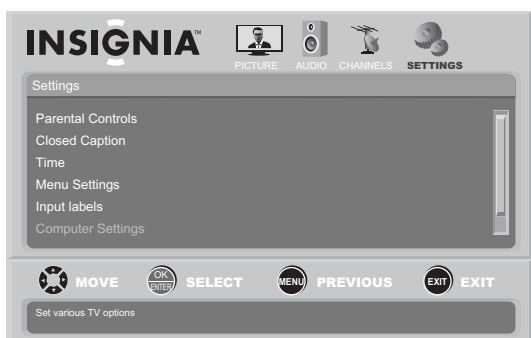 INSIGNIA™
PICTURE AUDIO CHANNELS SETTINGS
Settings
Parental Controls
Closed Caption
Time
Menu Settings
Input labels
Computer Settings
MOVE OK ENTER SELECT MENU PREVIOUS EXIT EXIT
Set various TV options